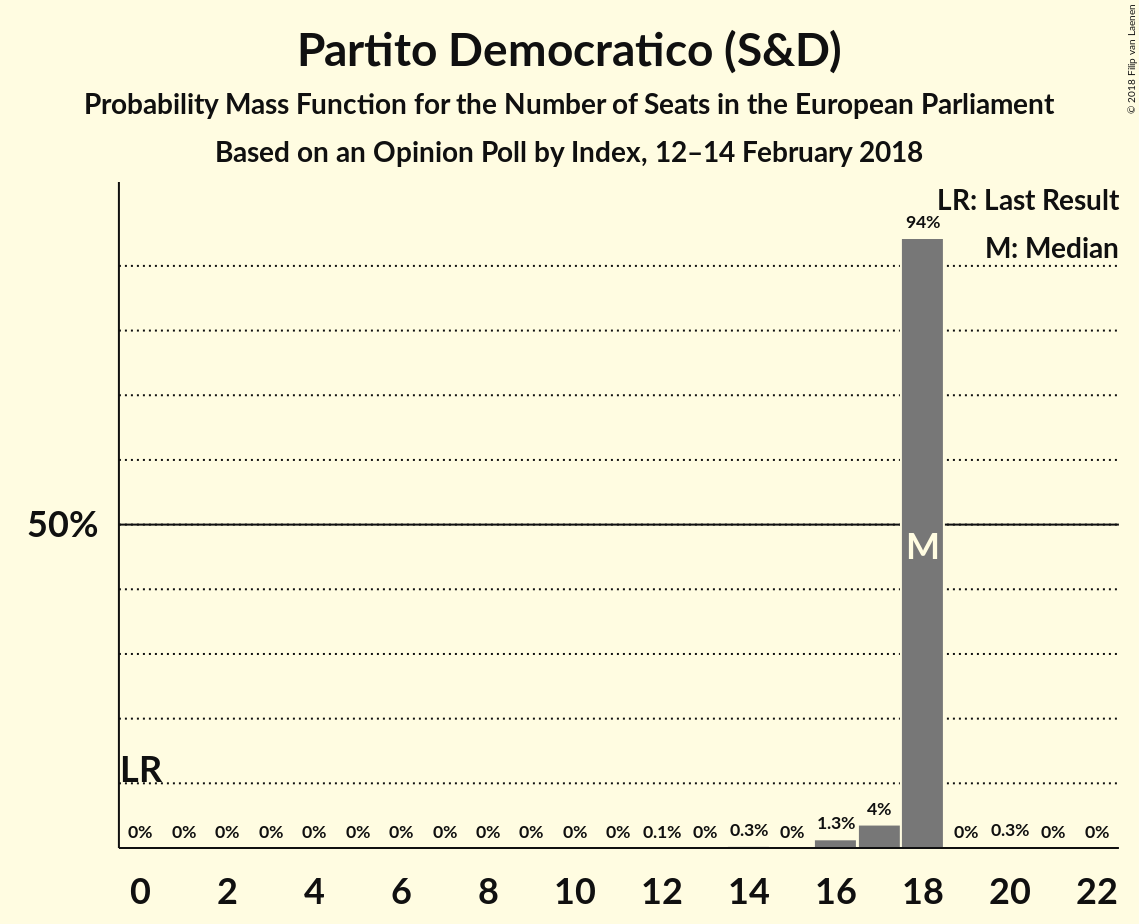 Partito Democratico (S&D)
Probability Mass Function for the Number of Seats in the European Parliament
Based on an Opinion Poll by Index, 12–14 February 2018
© 2018 Filip van Laenen
LR: Last Result
M: Median
94%
50%
M
LR
0% 0% 0% 0% 0% 0% 0% 0% 0% 0% 0% 0% 0.1% 0% 0.3% 0% 1.3% 4% 0% 0.3% 0% 0%
0 2 4 6 8 10 12 14 16 18 20 22